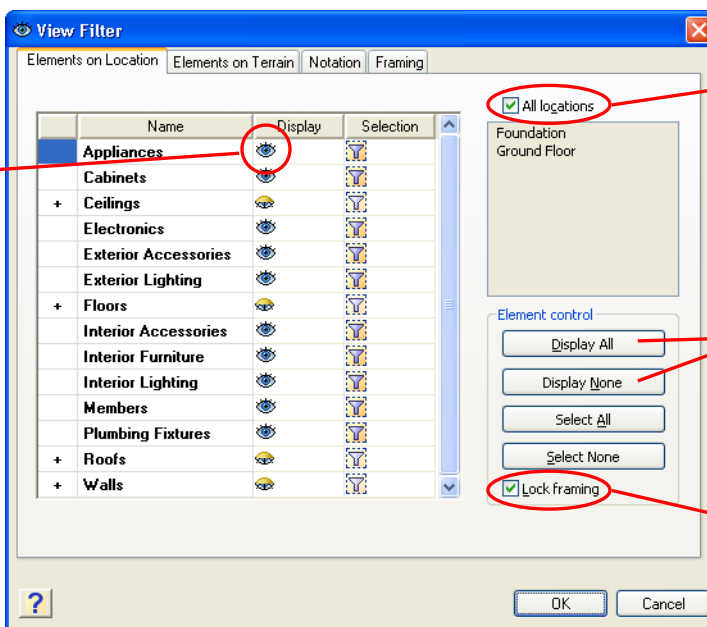 View Filter
Elements on Location Elements on Terrain Notation Framing
All locations
Name Display Selection
Foundation
Ground Floor
Appliances
Cabinets
+ Ceilings
Electronics
Exterior Accessories
Exterior Lighting
+ Floors
Interior Accessories
Interior Furniture
Interior Lighting
Members
Plumbing Fixtures
+ Roofs
+ Walls
Element control
Display All
Display None
Select All
Select None
Lock framing
?
OK Cancel